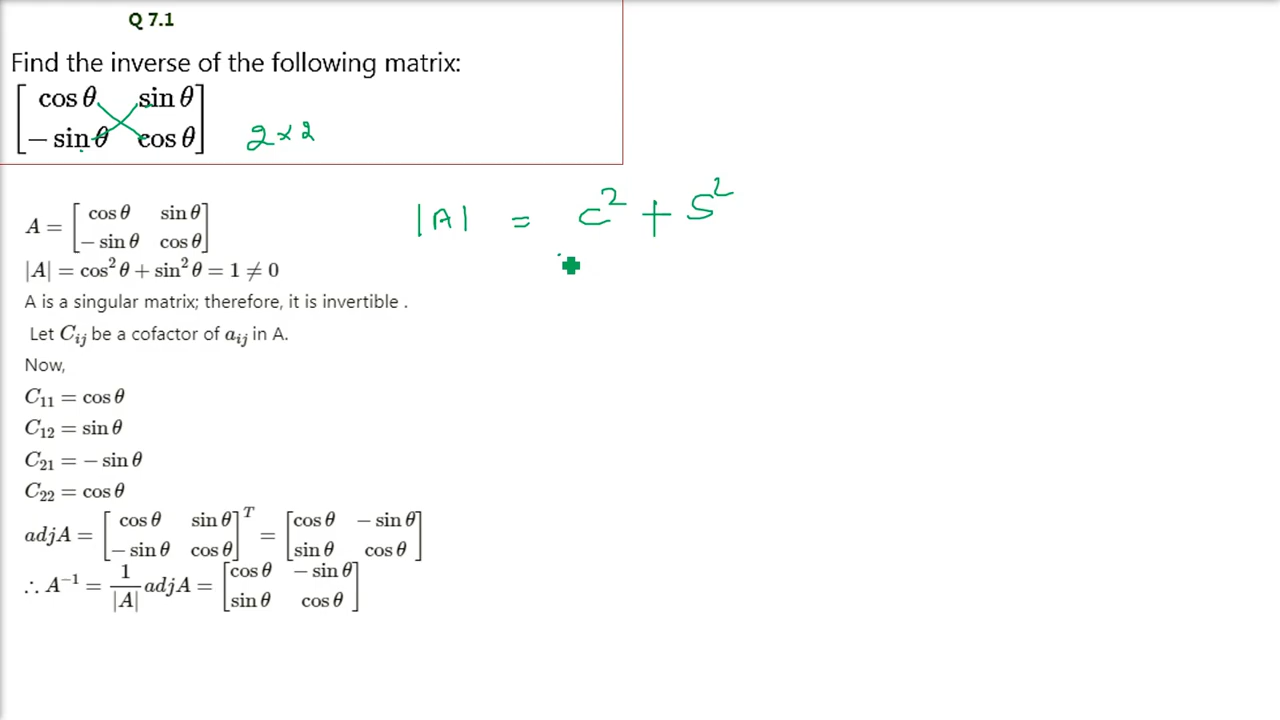 Q 7.1
Find the inverse of the following matrix:
[ cos θ sin θ ]
[ − sin θ cos θ ] 2 × 2
A = [ cos θ sin θ ; − sin θ cos θ ] |A| = c² + s²
|A| = cos² θ + sin² θ = 1 ≠ 0
A is a singular matrix; therefore, it is invertible .
Let C_ij be a cofactor of a_ij in A.
Now,
C₁₁ = cos θ
C₁₂ = sin θ
C₂₁ = − sin θ
C₂₂ = cos θ
adjA = [ cos θ sin θ ; − sin θ cos θ ]^T = [ cos θ − sin θ ; sin θ cos θ ]
∴ A⁻¹ = 1/|A| adjA = [ cos θ − sin θ ; sin θ cos θ ]